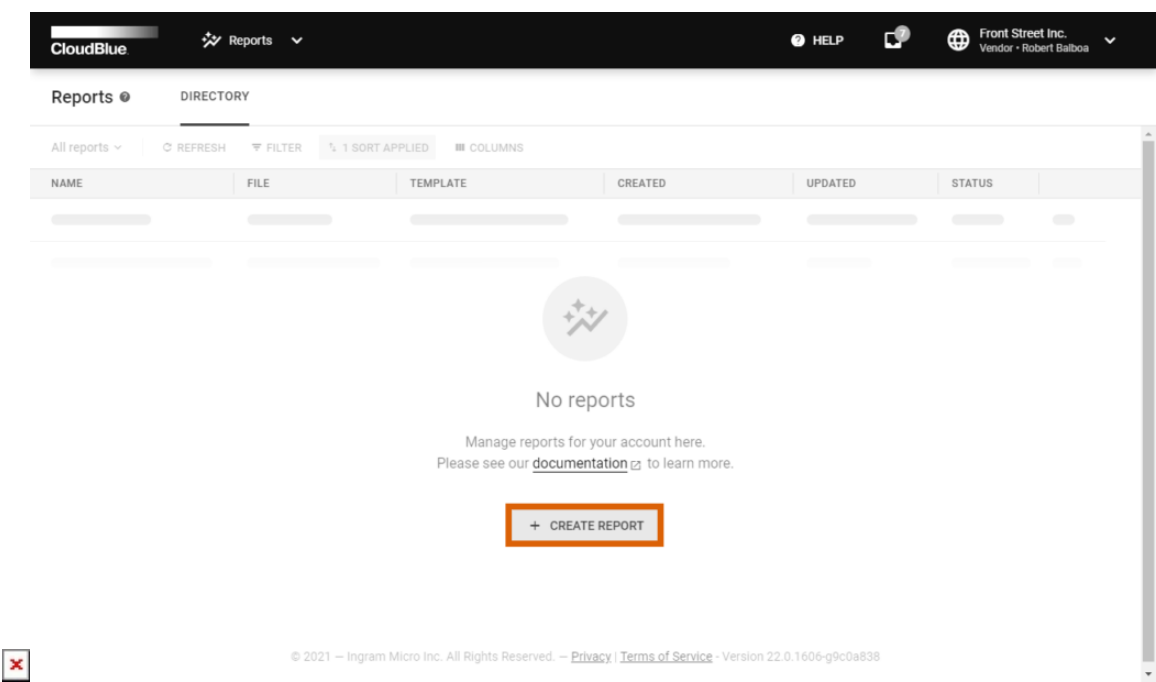 CloudBlue.
Reports
HELP
7
Front Street Inc.
Vendor • Robert Balboa
Reports
DIRECTORY
All reports
REFRESH
FILTER
1 SORT APPLIED
COLUMNS
NAME FILE TEMPLATE CREATED UPDATED STATUS
No reports
Manage reports for your account here.
Please see our documentation to learn more.
+ CREATE REPORT
© 2021 — Ingram Micro Inc. All Rights Reserved. — Privacy | Terms of Service - Version 22.0.1606-g9c0a838